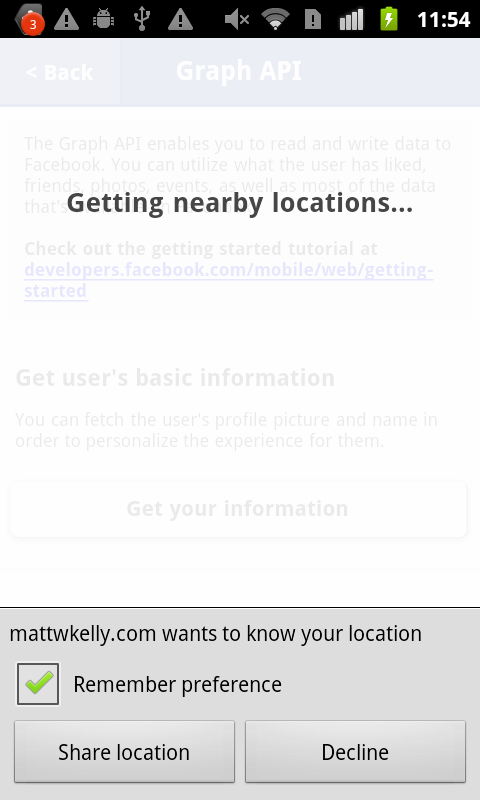 3
11:54
< Back
Graph API
The Graph API enables you to read and write data to
Facebook. You can utilize what the user has liked,
friends, photos, events, as well as most of the data
that's
Getting nearby locations...
Check out the getting started tutorial at
developers.facebook.com/mobile/web/getting-
started
Get user's basic information
You can fetch the user's profile picture and name in
order to personalize the experience for them.
Get your information
mattwkelly.com wants to know your location
Remember preference
Share location
Decline